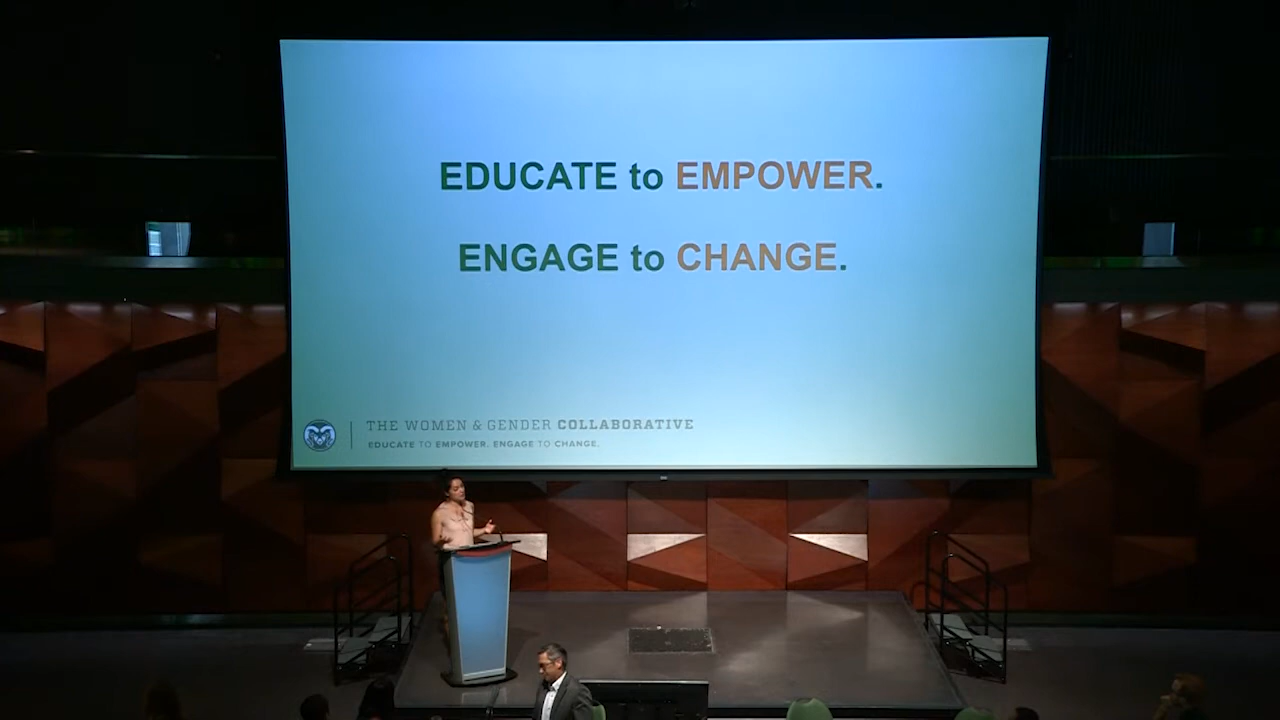 EDUCATE to EMPOWER.
ENGAGE to CHANGE.
THE WOMEN & GENDER COLLABORATIVE
EDUCATE TO EMPOWER. ENGAGE TO CHANGE.